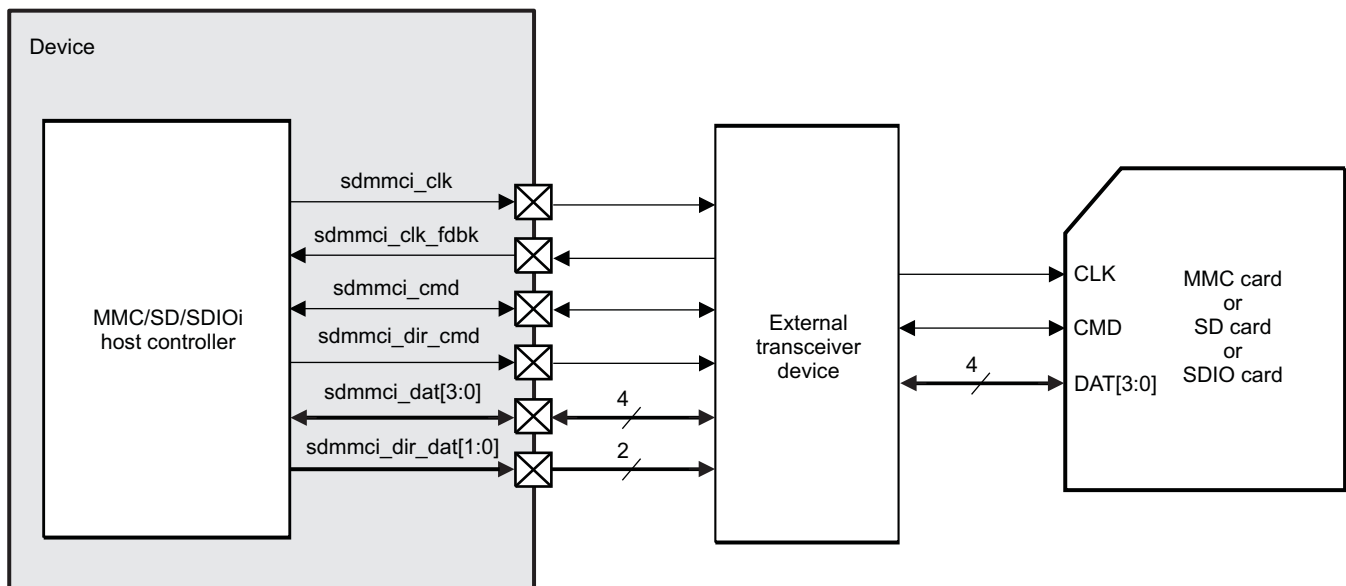 Device
MMC/SD/SDIOi
host controller
sdmmci_clk
sdmmci_clk_fdbk
sdmmci_cmd
sdmmci_dir_cmd
sdmmci_dat[3:0]
sdmmci_dir_dat[1:0]
4
2
External
transceiver
device
4
CLK
CMD
DAT[3:0]
MMC card
or
SD card
or
SDIO card